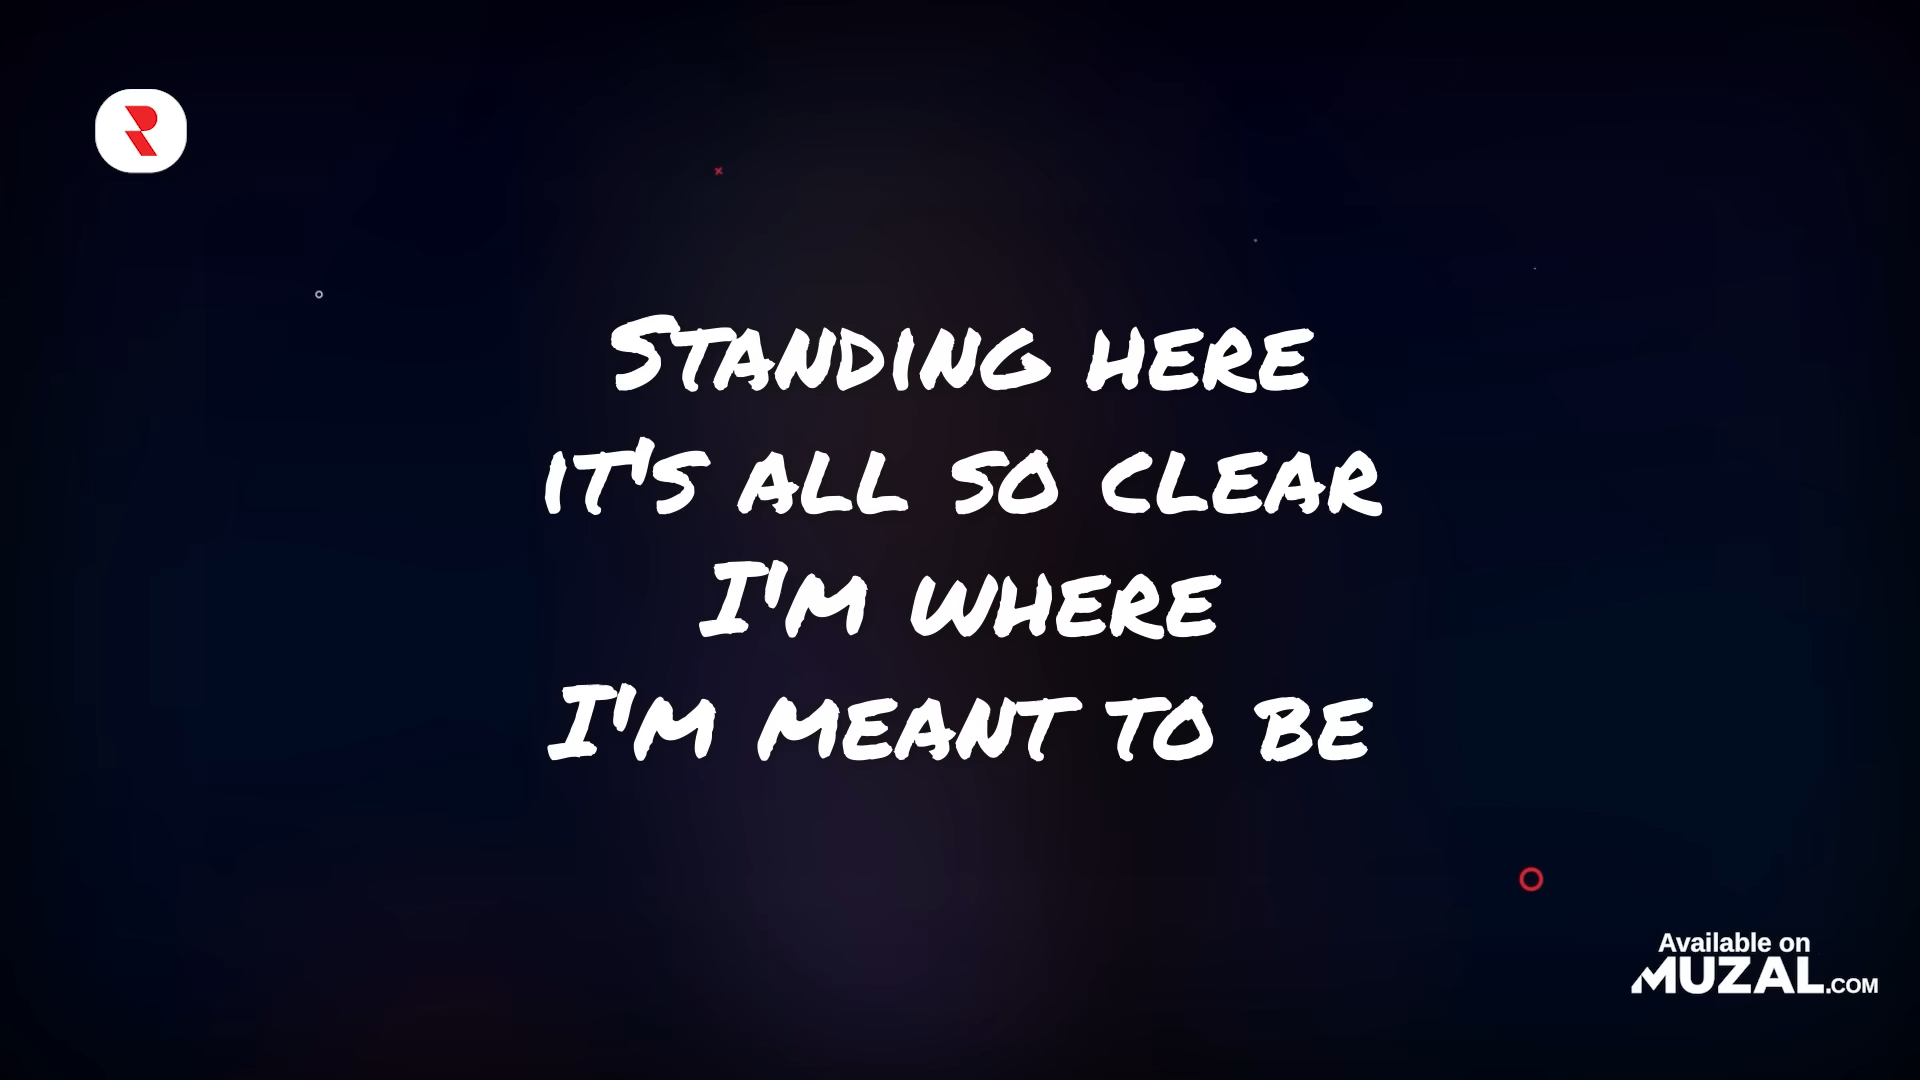 Standing here
it's all so clear
I'm where
I'm meant to be
Available on
MUZAL.COM